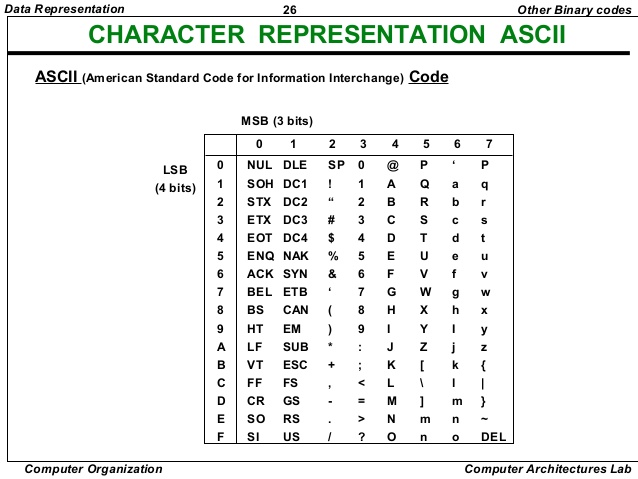 Data Representation 26 Other Binary codes
CHARACTER REPRESENTATION ASCII
ASCII (American Standard Code for Information Interchange) Code
MSB (3 bits)
0 1 2 3 4 5 6 7
LSB
(4 bits)
0 NUL DLE SP 0 @ P ‘ P
1 SOH DC1 ! 1 A Q a q
2 STX DC2 “ 2 B R b r
3 ETX DC3 # 3 C S c s
4 EOT DC4 $ 4 D T d t
5 ENQ NAK % 5 E U e u
6 ACK SYN & 6 F V f v
7 BEL ETB ‘ 7 G W g w
8 BS CAN ( 8 H X h x
9 HT EM ) 9 I Y I y
A LF SUB * : J Z j z
B VT ESC + ; K [ k {
C FF FS , < L \ l |
D CR GS - = M ] m }
E SO RS . > N m n ~
F SI US / ? O n o DEL
Computer Organization Computer Architectures Lab